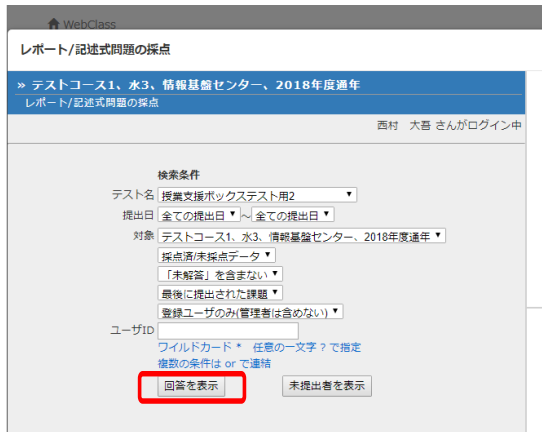 WebClass
レポート/記述式問題の採点
» テストコース1、水3、情報基盤センター、2018年度通年
レポート/記述式問題の採点
西村　大吾 さんがログイン中
検索条件
テスト名 授業支援ボックステスト用2 ▼
提出日 全ての提出日 ▼ ～ 全ての提出日 ▼
対象 テストコース1、水3、情報基盤センター、2018年度通年 ▼
採点済/未採点データ ▼
「未解答」を含まない ▼
最後に提出された課題 ▼
登録ユーザのみ(管理者は含めない) ▼
ユーザID
ワイルドカード *　任意の一文字 ? で指定
複数の条件は or で連結
回答を表示 未提出者を表示